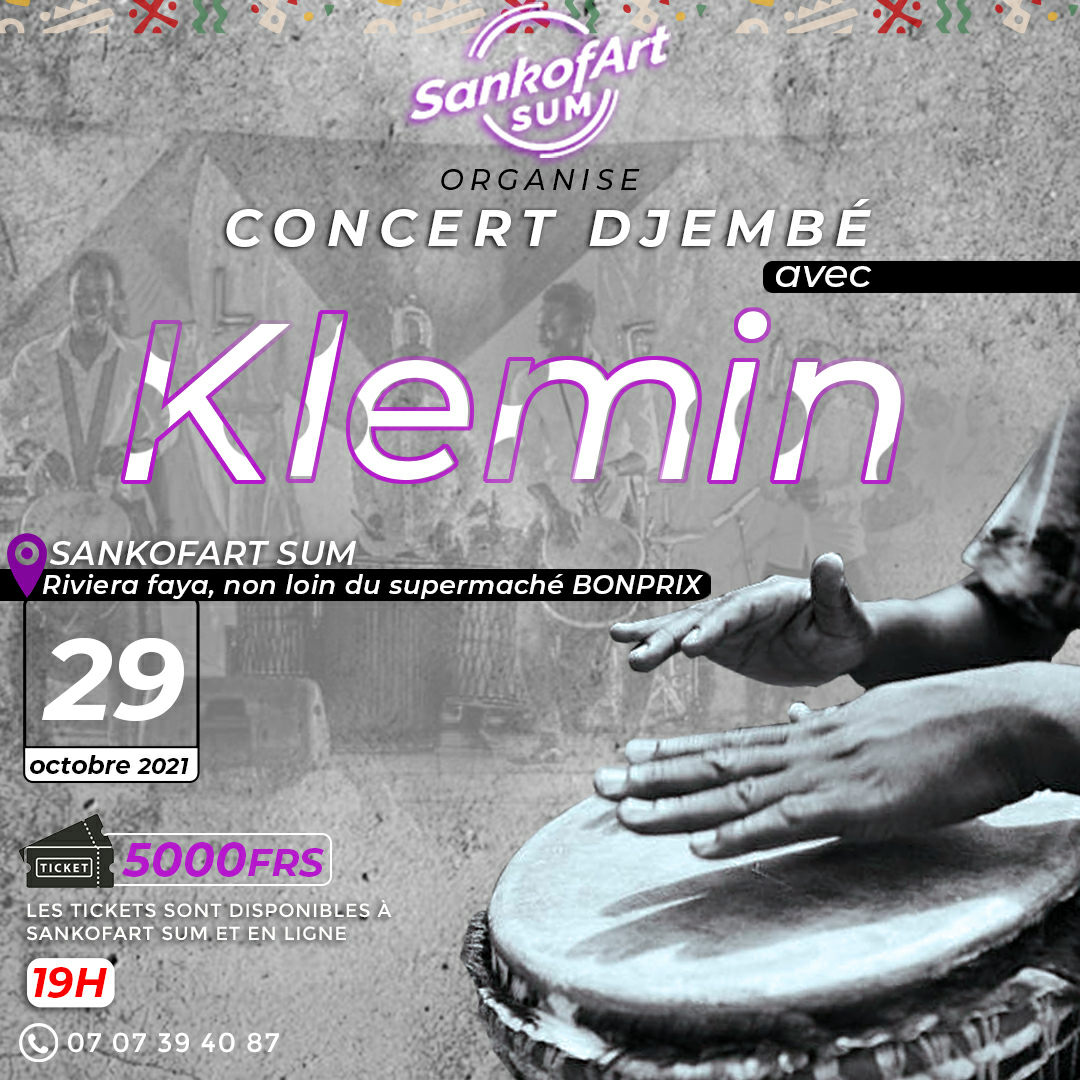 SankofArt
SUM
ORGANISE
CONCERT DJEMBÉ
avec
Klemin
SANKOFART SUM
Riviera faya, non loin du supermaché BONPRIX
29
octobre 2021
TICKET
5000FRS
LES TICKETS SONT DISPONIBLES À
SANKOFART SUM ET EN LIGNE
19H
07 07 39 40 87